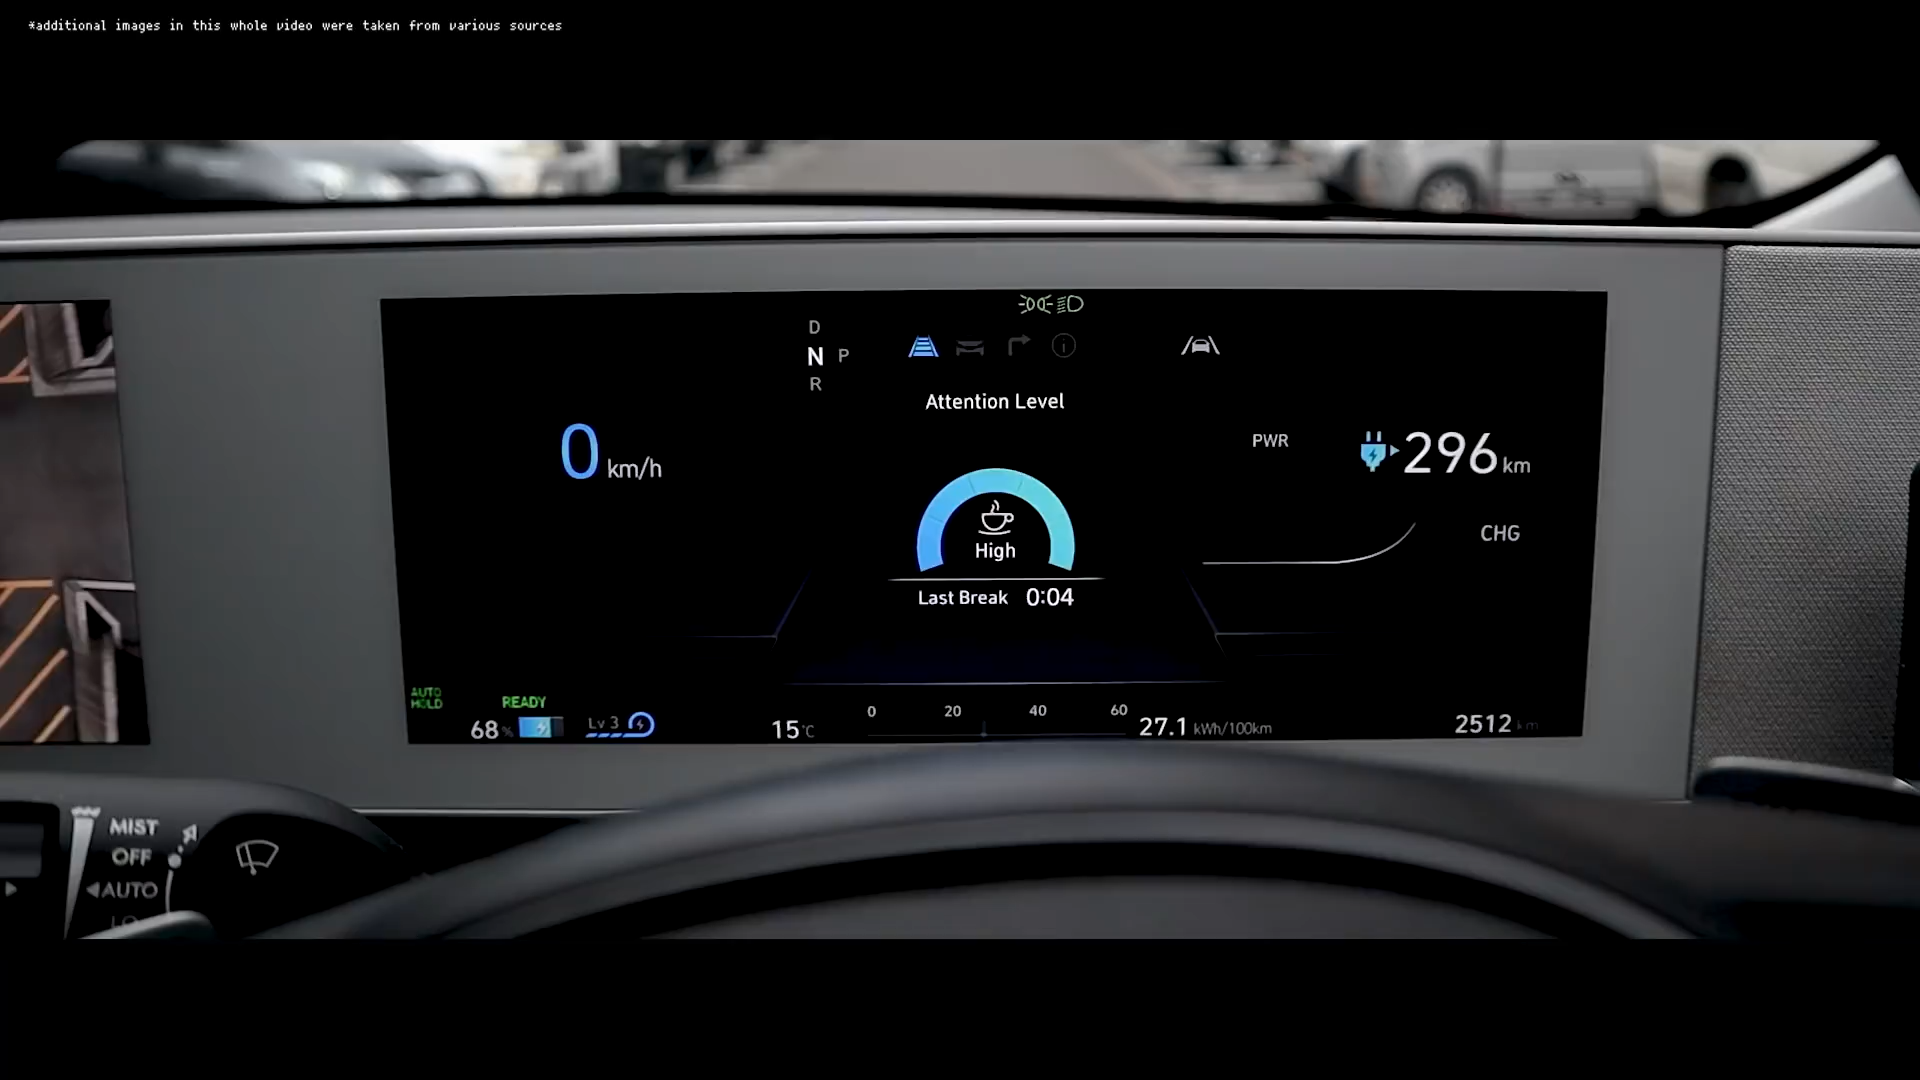 *additional images in this whole video were taken from various sources
D
N P
R
Attention Level
0 km/h
PWR
296 km
CHG
High
Last Break 0:04
AUTO
HOLD
READY
68 %
Lv 3
15°C
0 20 40 60
27.1 kWh/100km
2512 km
MIST
OFF
AUTO